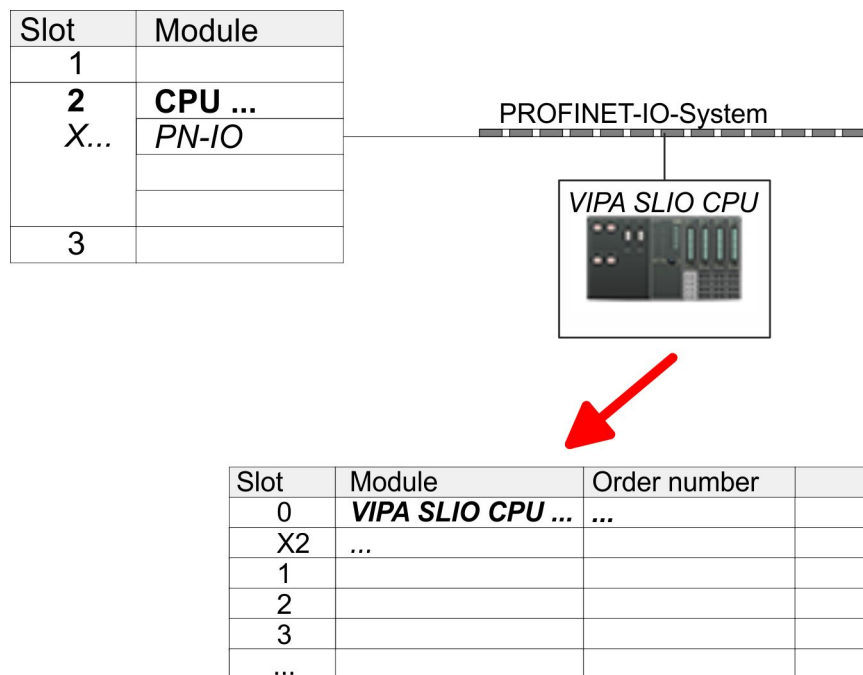 Slot Module
1
2 CPU ...
X... PN-IO
3
PROFINET-IO-System
VIPA SLIO CPU
Slot Module Order number
0 VIPA SLIO CPU ... ...
X2 ...
1
2
3
...